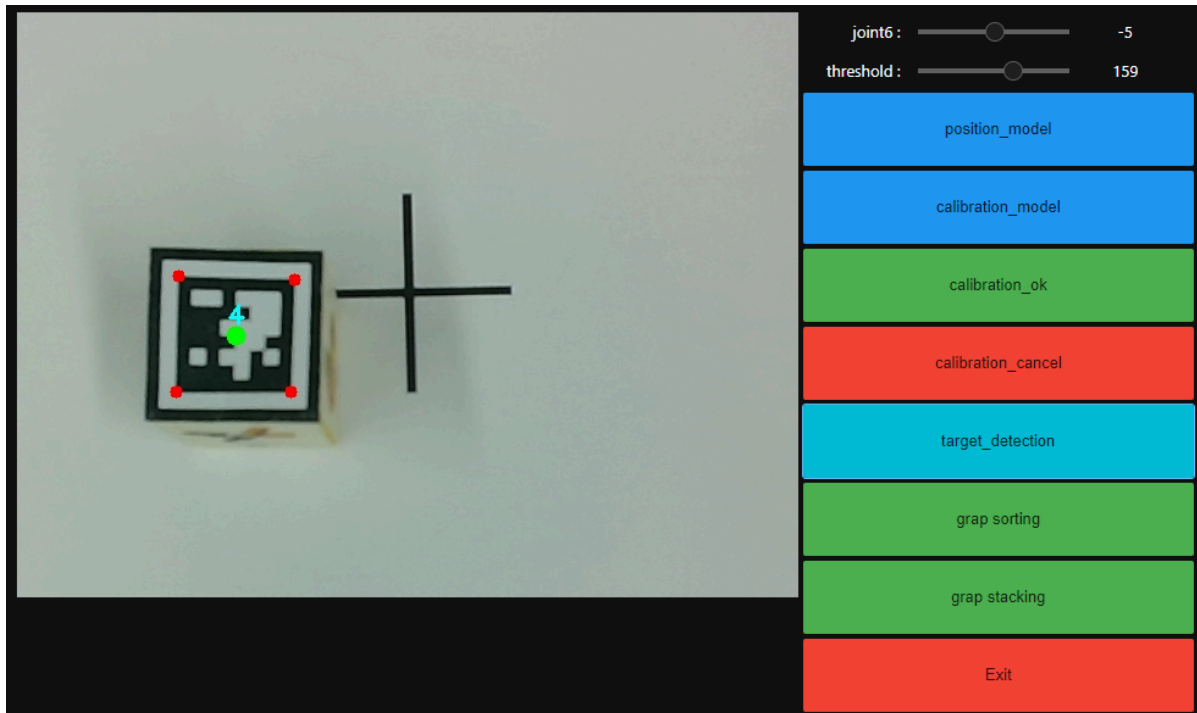 joint6 : -5
threshold : 159
position_model
calibration_model
calibration_ok
calibration_cancel
4
target_detection
grap sorting
grap stacking
Exit